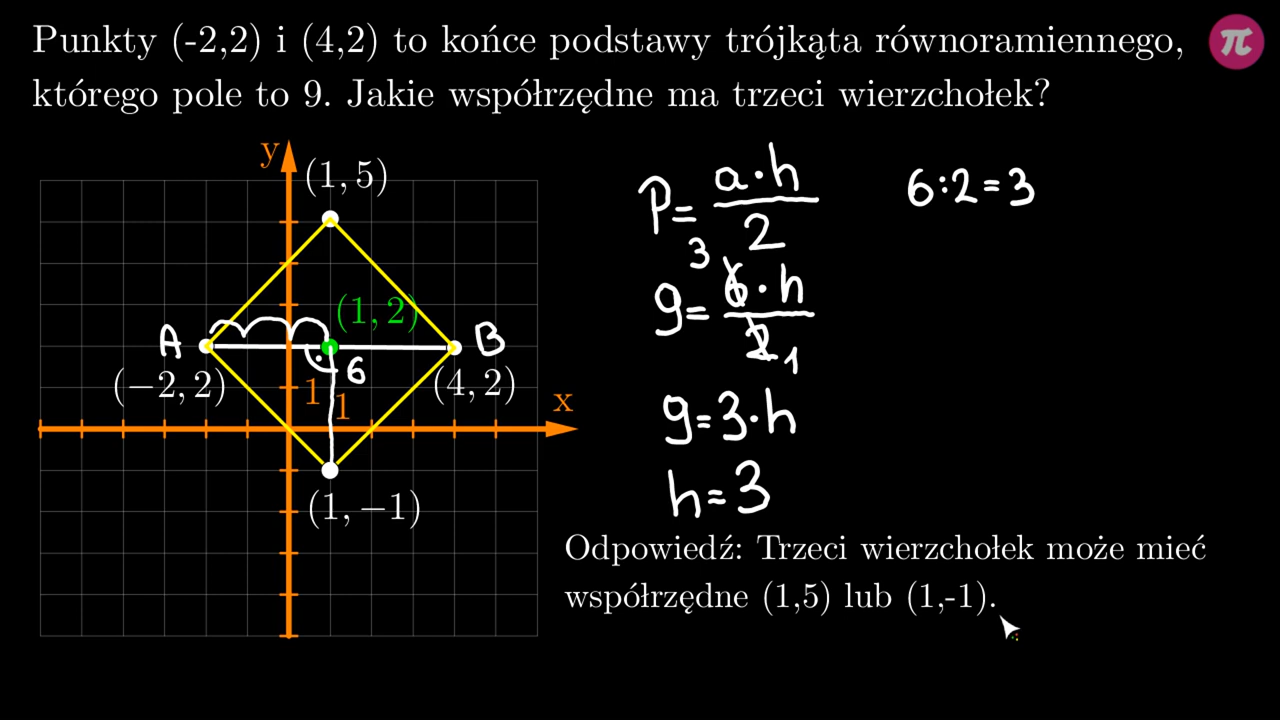 Punkty (-2,2) i (4,2) to końce podstawy trójkąta równoramiennego,
którego pole to 9. Jakie współrzędne ma trzeci wierzchołek?
π
y
(1, 5)
(1, 2)
A
B
6
(−2, 2)
(4, 2)
1
1
x
(1, −1)
P = a·h / 2
6:2=3
3
9 = 6·h / 2 1
9=3·h
h=3
Odpowiedź: Trzeci wierzchołek może mieć
współrzędne (1,5) lub (1,-1).